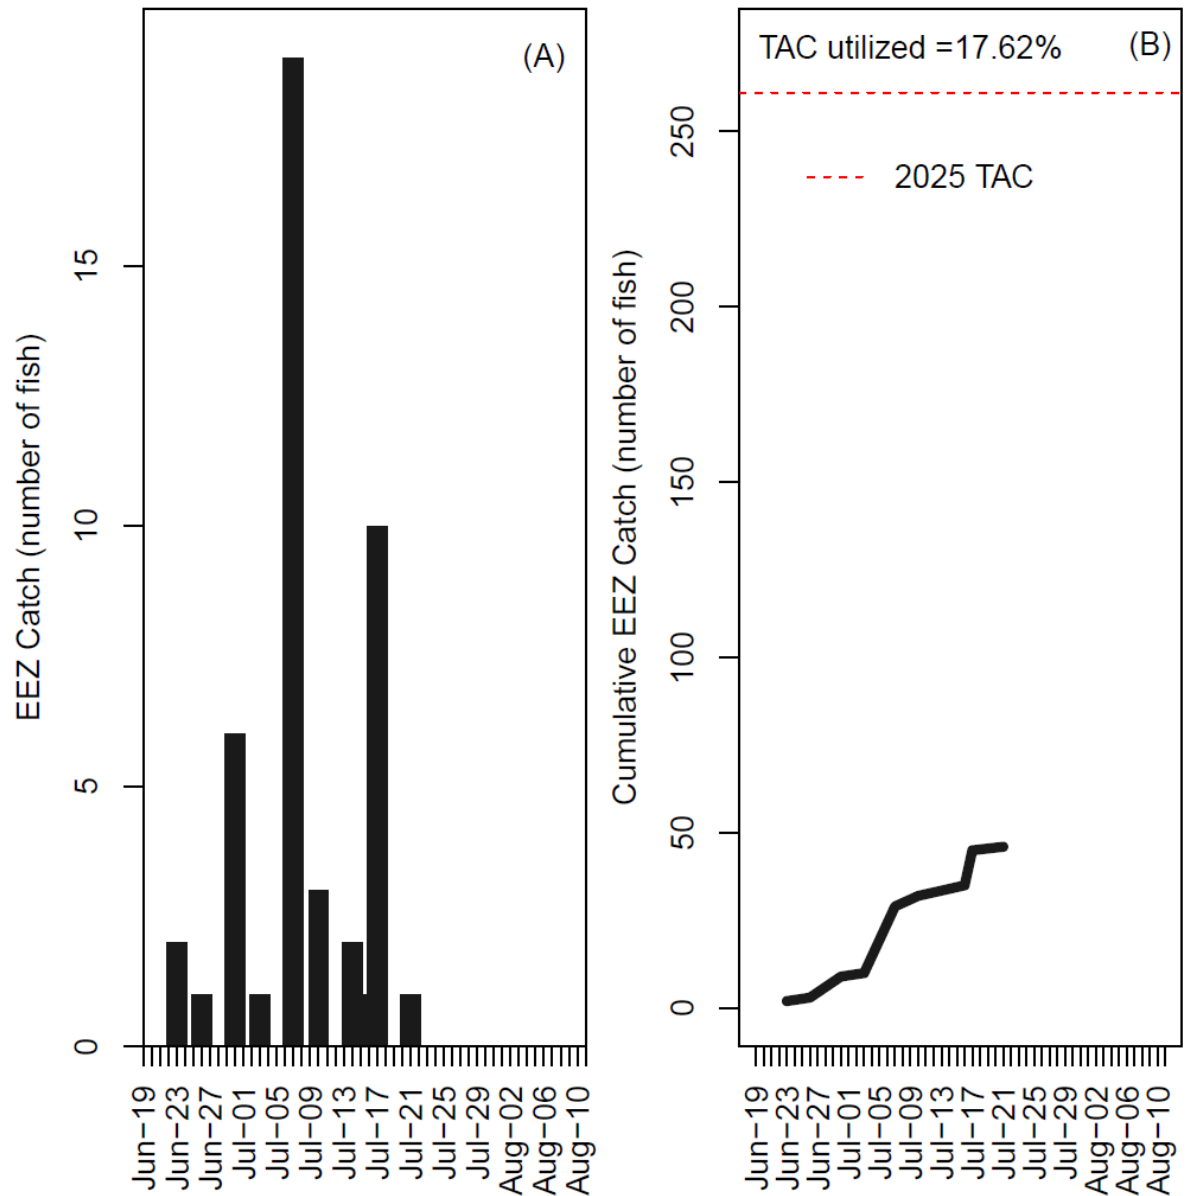 (A)
EEZ Catch (number of fish)
15
10
5
0
Jun−19
Jun−23
Jun−27
Jul−01
Jul−05
Jul−09
Jul−13
Jul−17
Jul−21
Jul−25
Jul−29
Aug−02
Aug−06
Aug−10
TAC utilized =17.62%
(B)
2025 TAC
Cumulative EEZ Catch (number of fish)
250
200
150
100
50
0
Jun−19
Jun−23
Jun−27
Jul−01
Jul−05
Jul−09
Jul−13
Jul−17
Jul−21
Jul−25
Jul−29
Aug−02
Aug−06
Aug−10